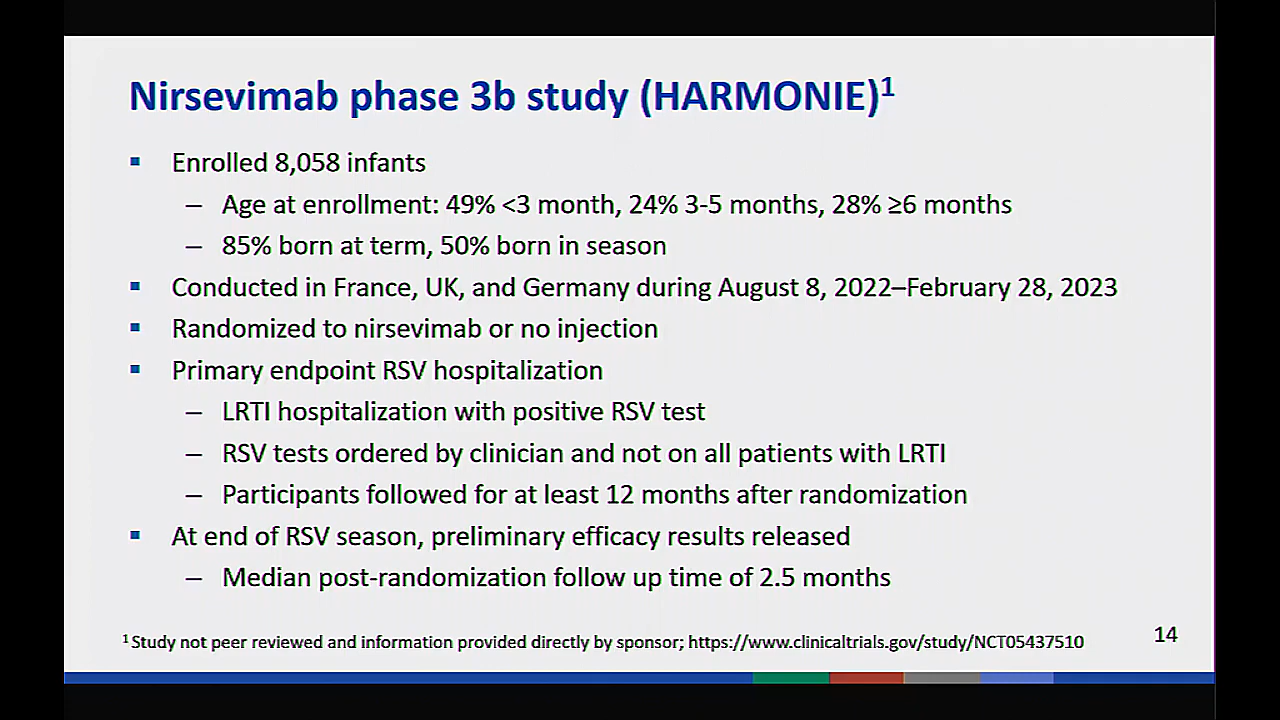 Nirsevimab phase 3b study (HARMONIE)¹
▪ Enrolled 8,058 infants
– Age at enrollment: 49% <3 month, 24% 3-5 months, 28% ≥6 months
– 85% born at term, 50% born in season
▪ Conducted in France, UK, and Germany during August 8, 2022–February 28, 2023
▪ Randomized to nirsevimab or no injection
▪ Primary endpoint RSV hospitalization
– LRTI hospitalization with positive RSV test
– RSV tests ordered by clinician and not on all patients with LRTI
– Participants followed for at least 12 months after randomization
▪ At end of RSV season, preliminary efficacy results released
– Median post-randomization follow up time of 2.5 months
¹ Study not peer reviewed and information provided directly by sponsor; https://www.clinicaltrials.gov/study/NCT05437510
14